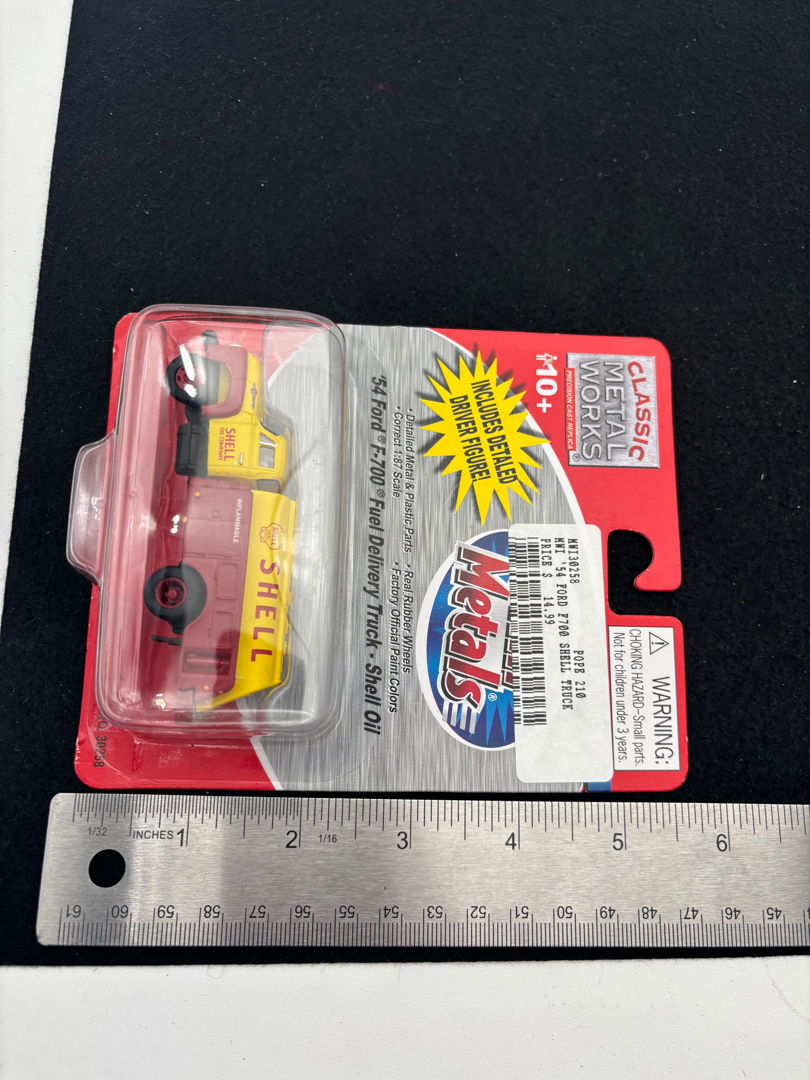 CLASSIC
METAL
WORKS®
PRECISION CAST REPLICA
10+
INCLUDES DETAILED
DRIVER FIGURE!
Metals®
MWI30258 POPE 210
MWI '54 FORD F700 SHELL TRUCK
PRICE $ 14.99
WARNING:
CHOKING HAZARD–Small parts.
Not for children under 3 years.
• Detailed Metal & Plastic Parts • Real Rubber Wheels
• Correct 1:87 Scale • Factory Official Paint Colors
'54 Ford® F-700® Fuel Delivery Truck • Shell Oil
SHELL
OIL COMPANY
INFLAMMABLE
SHELL
SHELL
30258
1/32 INCHES 1 2 1/16 3 4 5 6
61 60 59 58 57 56 55 54 53 52 51 50 49 48 47 46 45